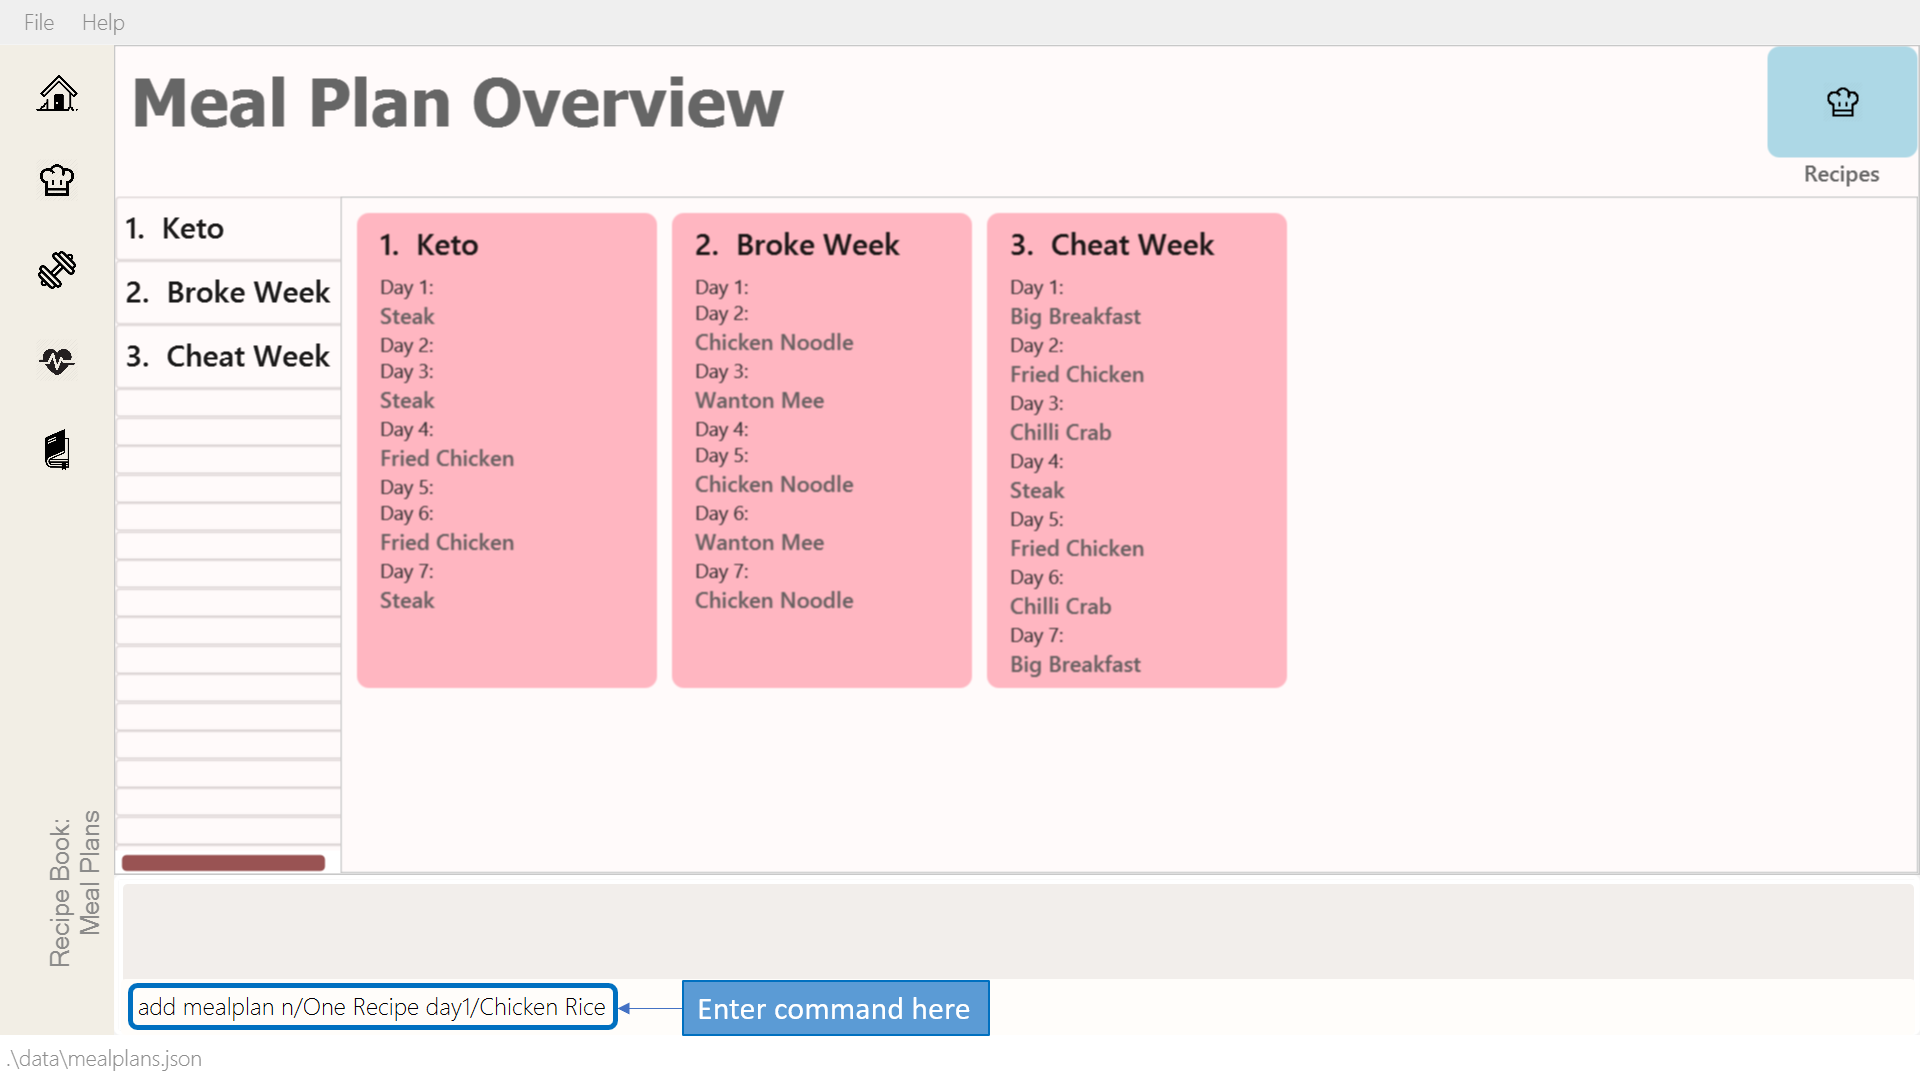 File Help
Meal Plan Overview
Recipes
1. Keto
2. Broke Week
3. Cheat Week
1. Keto
Day 1:
Steak
Day 2:
Day 3:
Steak
Day 4:
Fried Chicken
Day 5:
Day 6:
Fried Chicken
Day 7:
Steak
2. Broke Week
Day 1:
Day 2:
Chicken Noodle
Day 3:
Wanton Mee
Day 4:
Day 5:
Chicken Noodle
Day 6:
Wanton Mee
Day 7:
Chicken Noodle
3. Cheat Week
Day 1:
Big Breakfast
Day 2:
Fried Chicken
Day 3:
Chilli Crab
Day 4:
Steak
Day 5:
Fried Chicken
Day 6:
Chilli Crab
Day 7:
Big Breakfast
Recipe Book:
Meal Plans
add mealplan n/One Recipe day1/Chicken Rice
Enter command here
.\data\mealplans.json